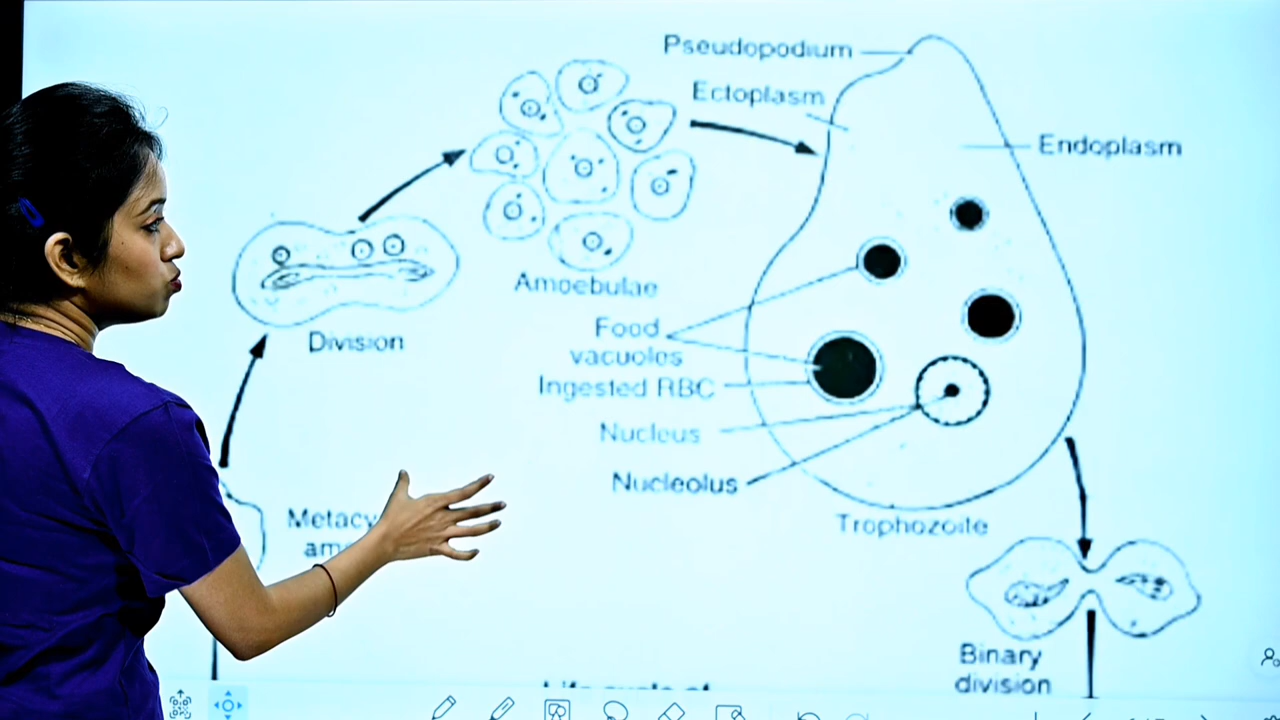 Pseudopodium
Ectoplasm
Endoplasm
Amoebulae
Division
Food
vacuoles
Ingested RBC
Nucleus
Nucleolus
Trophozoite
Binary
division